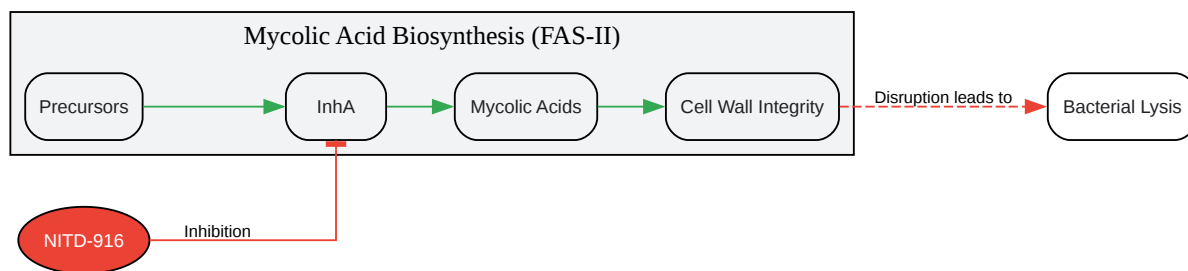 Mycolic Acid Biosynthesis (FAS-II)
Precursors
InhA
Mycolic Acids
Cell Wall Integrity
Disruption leads to
Bacterial Lysis
NITD-916
Inhibition